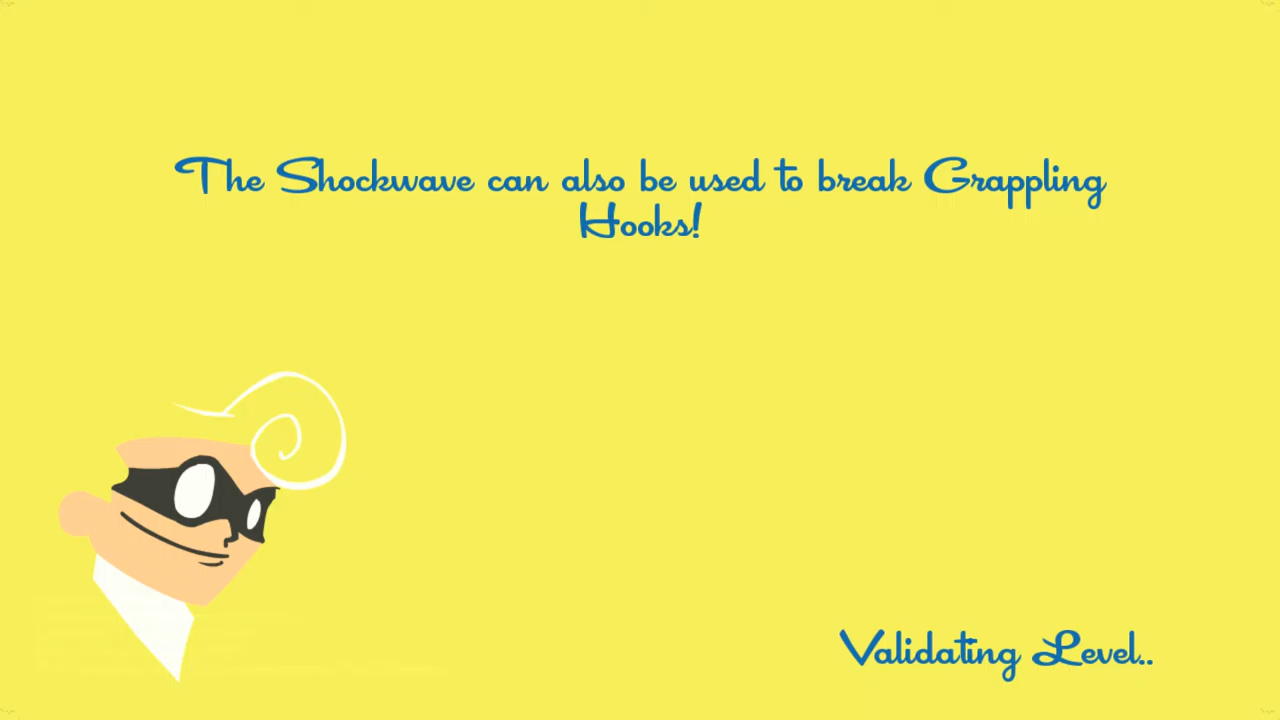 The Shockwave can also be used to break Grappling
Hooks!
Validating Level..